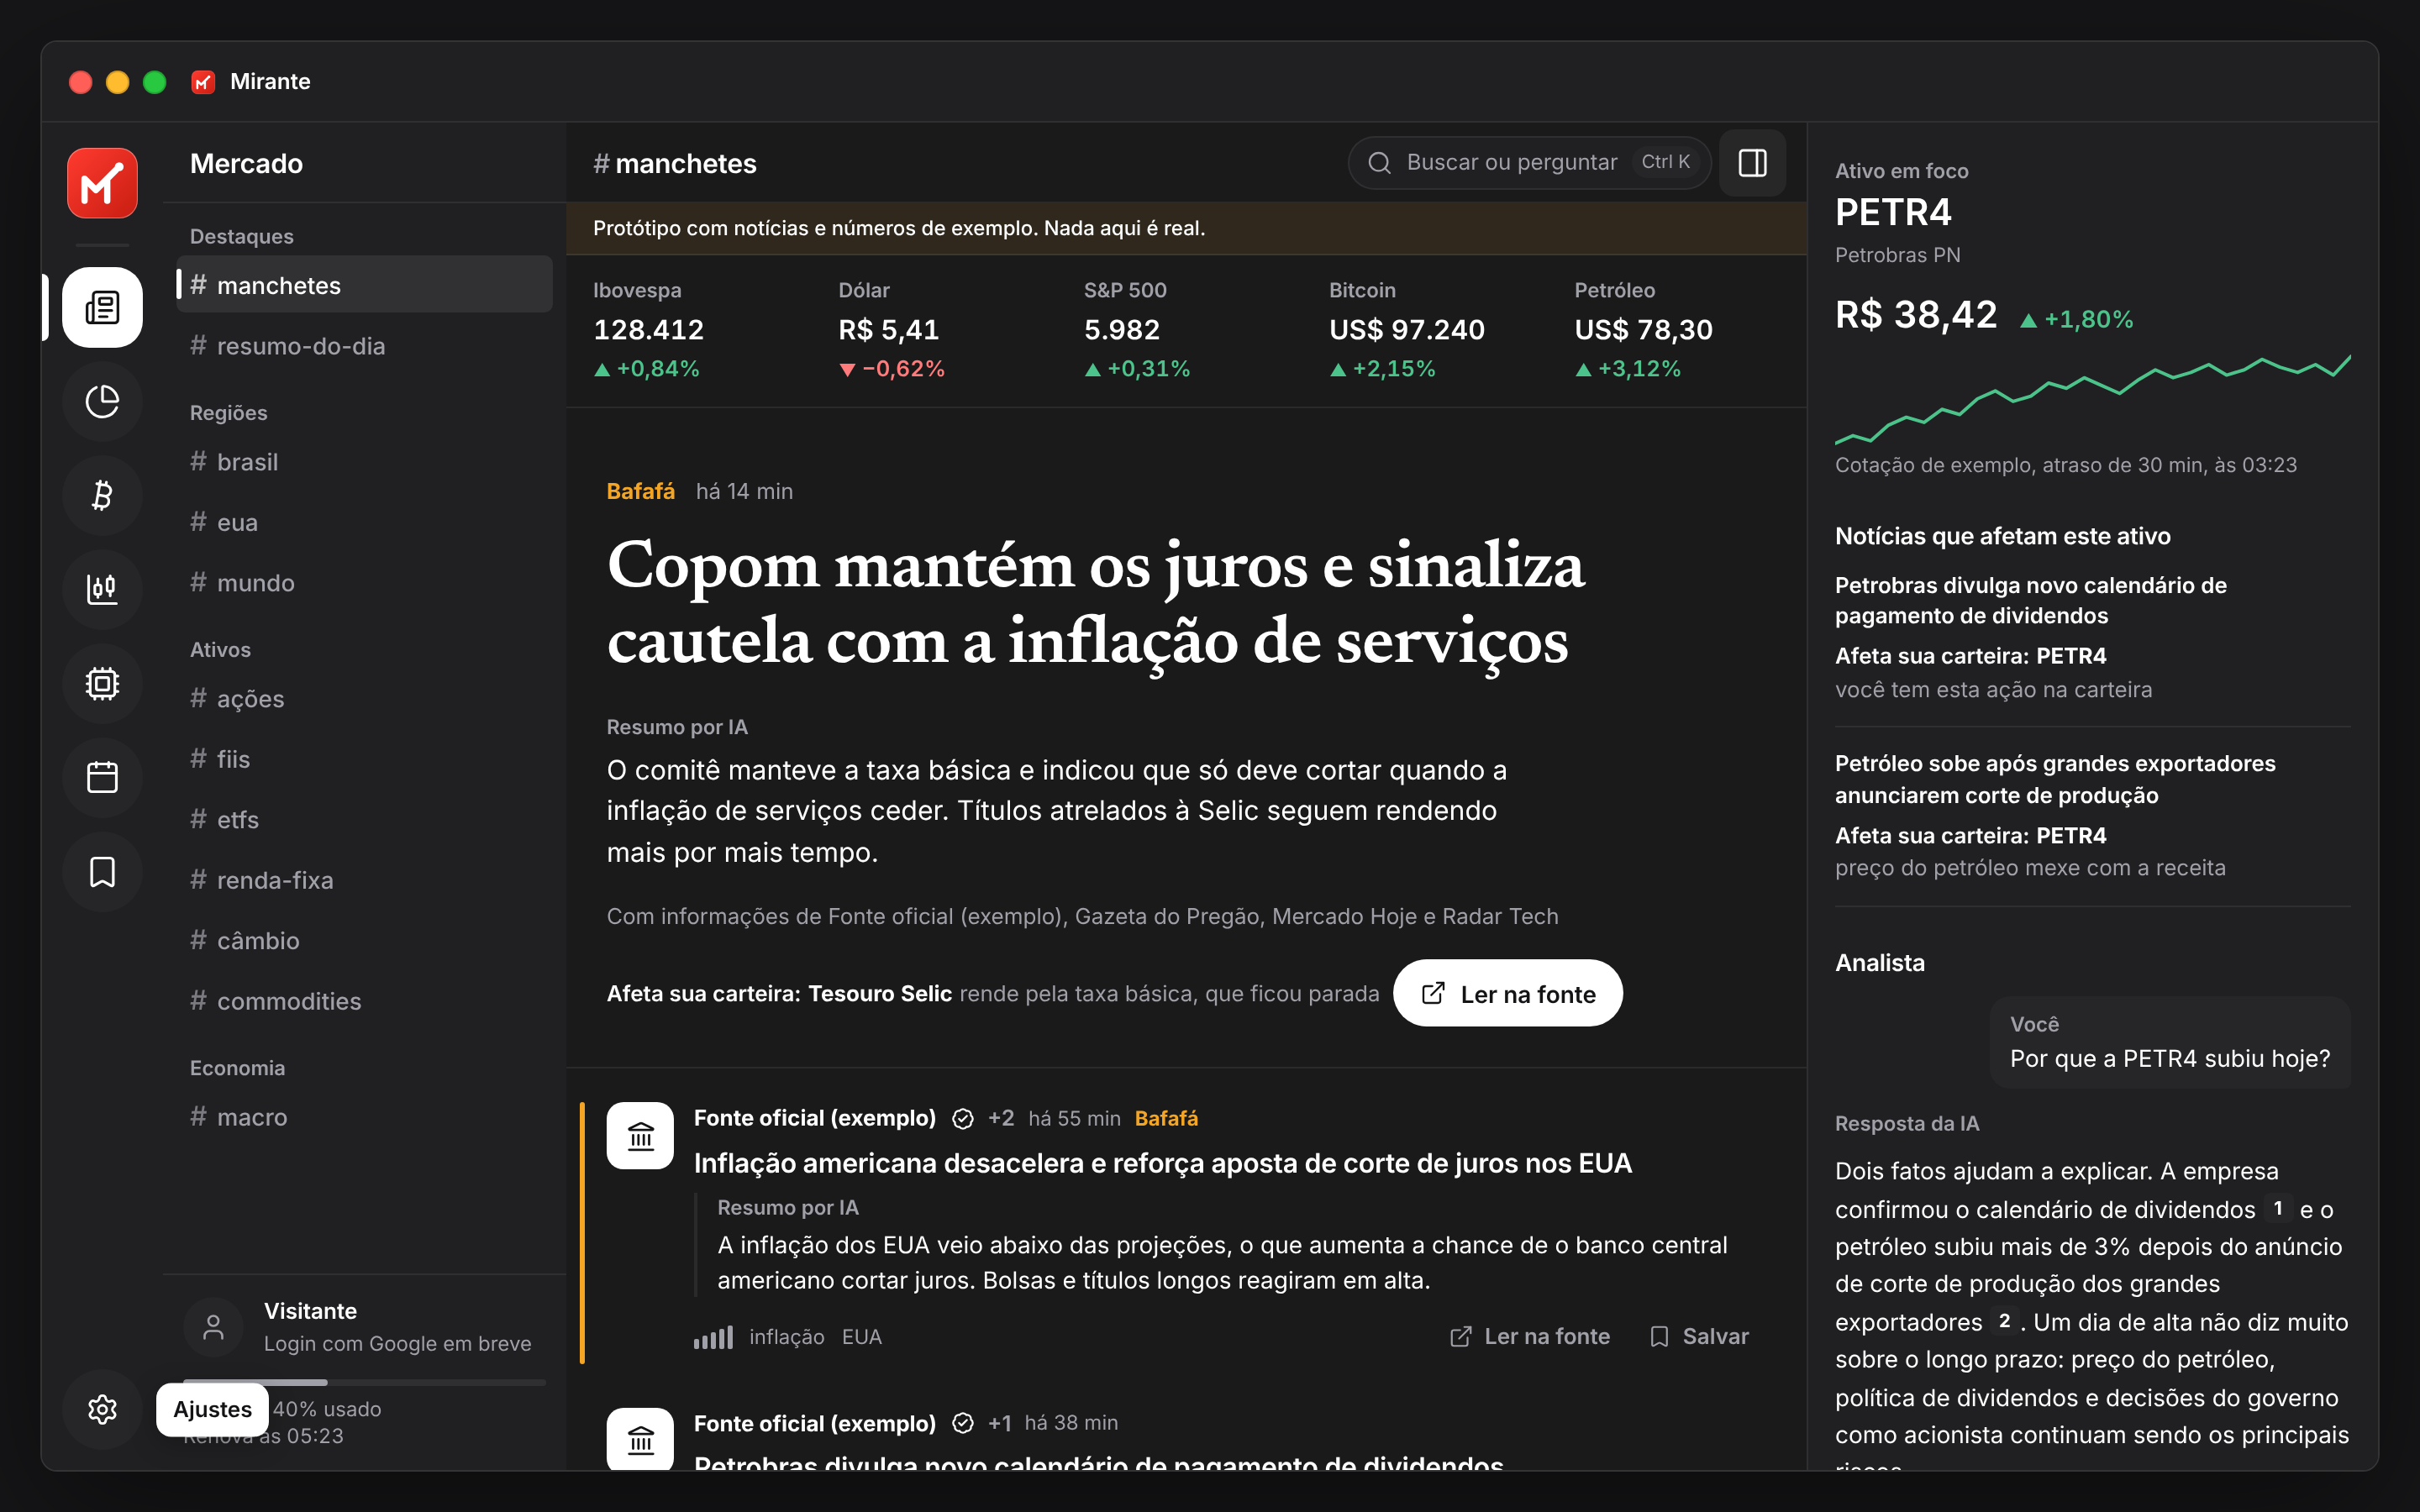 Mirante
Mercado
Destaques
# manchetes
# resumo-do-dia
Regiões
# brasil
# eua
# mundo
Ativos
# ações
# fiis
# etfs
# renda-fixa
# câmbio
# commodities
Economia
# macro
Visitante
Login com Google em breve
40% usado
Renova às 05:23
Ajustes
# manchetes
Buscar ou perguntar Ctrl K
Protótipo com notícias e números de exemplo. Nada aqui é real.
Ibovespa
128.412
▲ +0,84%
Dólar
R$ 5,41
▼ −0,62%
S&P 500
5.982
▲ +0,31%
Bitcoin
US$ 97.240
▲ +2,15%
Petróleo
US$ 78,30
▲ +3,12%
Bafafá há 14 min
Copom mantém os juros e sinaliza
cautela com a inflação de serviços
Resumo por IA
O comitê manteve a taxa básica e indicou que só deve cortar quando a
inflação de serviços ceder. Títulos atrelados à Selic seguem rendendo
mais por mais tempo.
Com informações de Fonte oficial (exemplo), Gazeta do Pregão, Mercado Hoje e Radar Tech
Afeta sua carteira: Tesouro Selic rende pela taxa básica, que ficou parada
Ler na fonte
Fonte oficial (exemplo) +2 há 55 min Bafafá
Inflação americana desacelera e reforça aposta de corte de juros nos EUA
Resumo por IA
A inflação dos EUA veio abaixo das projeções, o que aumenta a chance de o banco central
americano cortar juros. Bolsas e títulos longos reagiram em alta.
inflação EUA
Ler na fonte
Salvar
Fonte oficial (exemplo) +1 há 38 min
Petrobras divulga novo calendário de pagamento de dividendos
Ativo em foco
PETR4
Petrobras PN
R$ 38,42 ▲ +1,80%
Cotação de exemplo, atraso de 30 min, às 03:23
Notícias que afetam este ativo
Petrobras divulga novo calendário de
pagamento de dividendos
Afeta sua carteira: PETR4
você tem esta ação na carteira
Petróleo sobe após grandes exportadores
anunciarem corte de produção
Afeta sua carteira: PETR4
preço do petróleo mexe com a receita
Analista
Você
Por que a PETR4 subiu hoje?
Resposta da IA
Dois fatos ajudam a explicar. A empresa
confirmou o calendário de dividendos 1 e o
petróleo subiu mais de 3% depois do anúncio
de corte de produção dos grandes
exportadores 2 . Um dia de alta não diz muito
sobre o longo prazo: preço do petróleo,
política de dividendos e decisões do governo
como acionista continuam sendo os principais